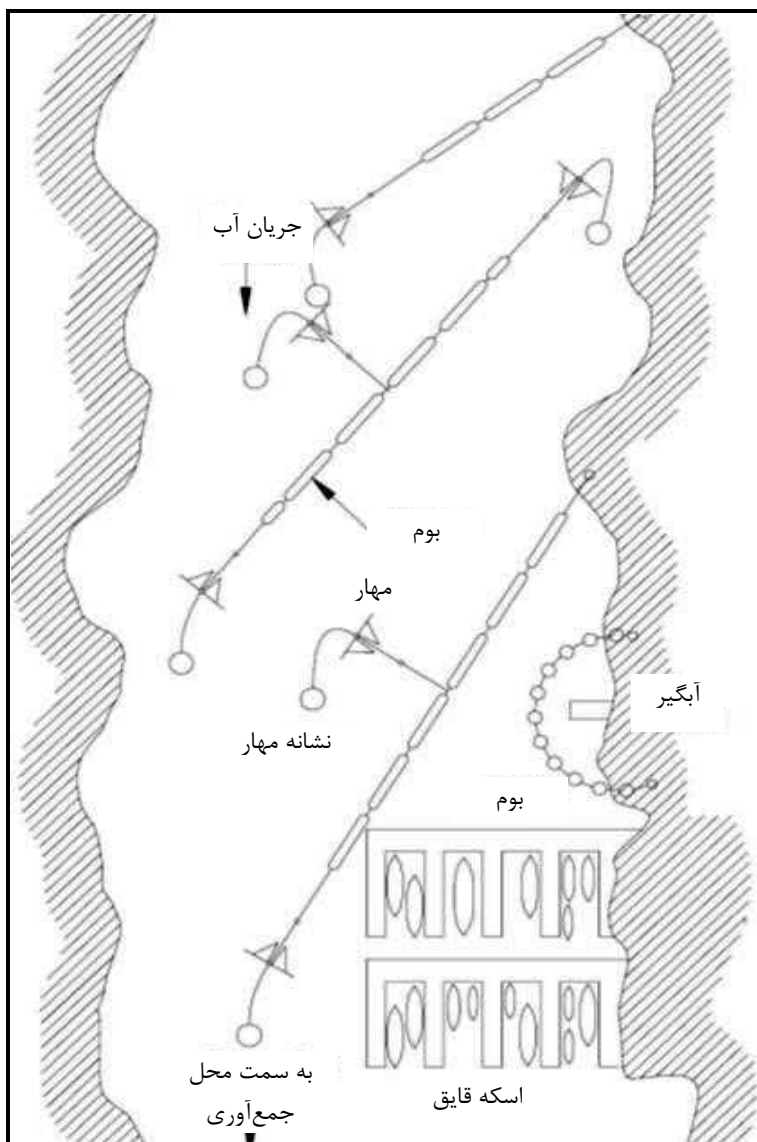 جریان آب
بوم
مهار
آبگیر
نشانه مهار
بوم
به سمت محل
جمع‌آوری
اسکه قایق